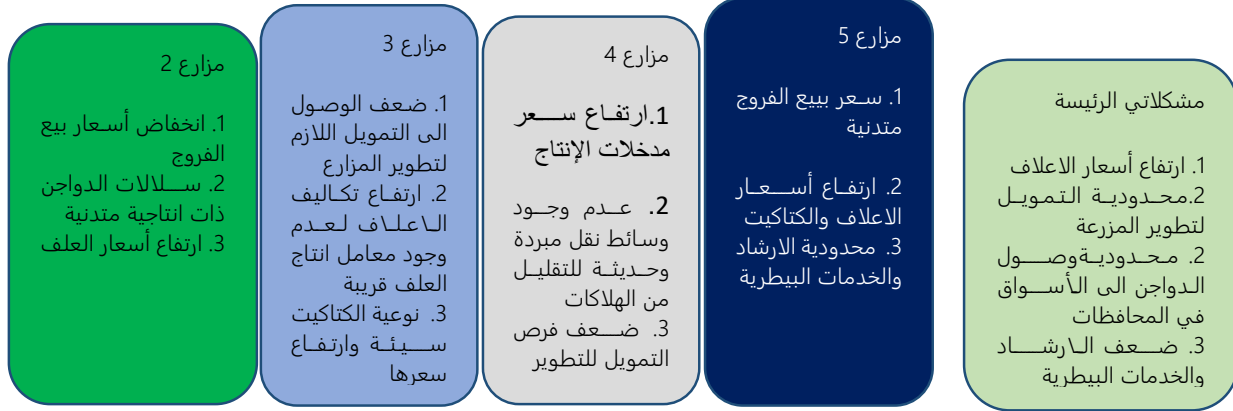 مشكلاتي الرئيسة
1. ارتفاع أسعار الاعلاف
2.محدودية التمويل
لتطوير المزرعة
2. محدوديةوصول
الدواجن الى الأسواق
في المحافظات
3. ضعف الارشاد
والخدمات البيطرية
مزارع 5
1. سعر بييع الفروج
متدنية
2. ارتفاع أسعار
الاعلاف والكتاكيت
3. محدودية الارشاد
والخدمات البيطرية
مزارع 4
1.ارتفاع سعر
مدخلات الإنتاج
2. عدم وجود
وسائط نقل مبردة
وحديثة للتقليل
من الهلاكات
3. ضعف فرص
التمويل للتطوير
مزارع 3
1. ضعف الوصول
الى التمويل اللازم
لتطوير المزارع
2. ارتفاع تكاليف
الاعلاف لعدم
وجود معامل انتاج
العلف قريبة
3. نوعية الكتاكيت
سيئة وارتفاع
سعرها
مزارع 2
1. انخفاض أسعار بيع
الفروج
2. سلالات الدواجن
ذات انتاجية متدنية
3. ارتفاع أسعار العلف